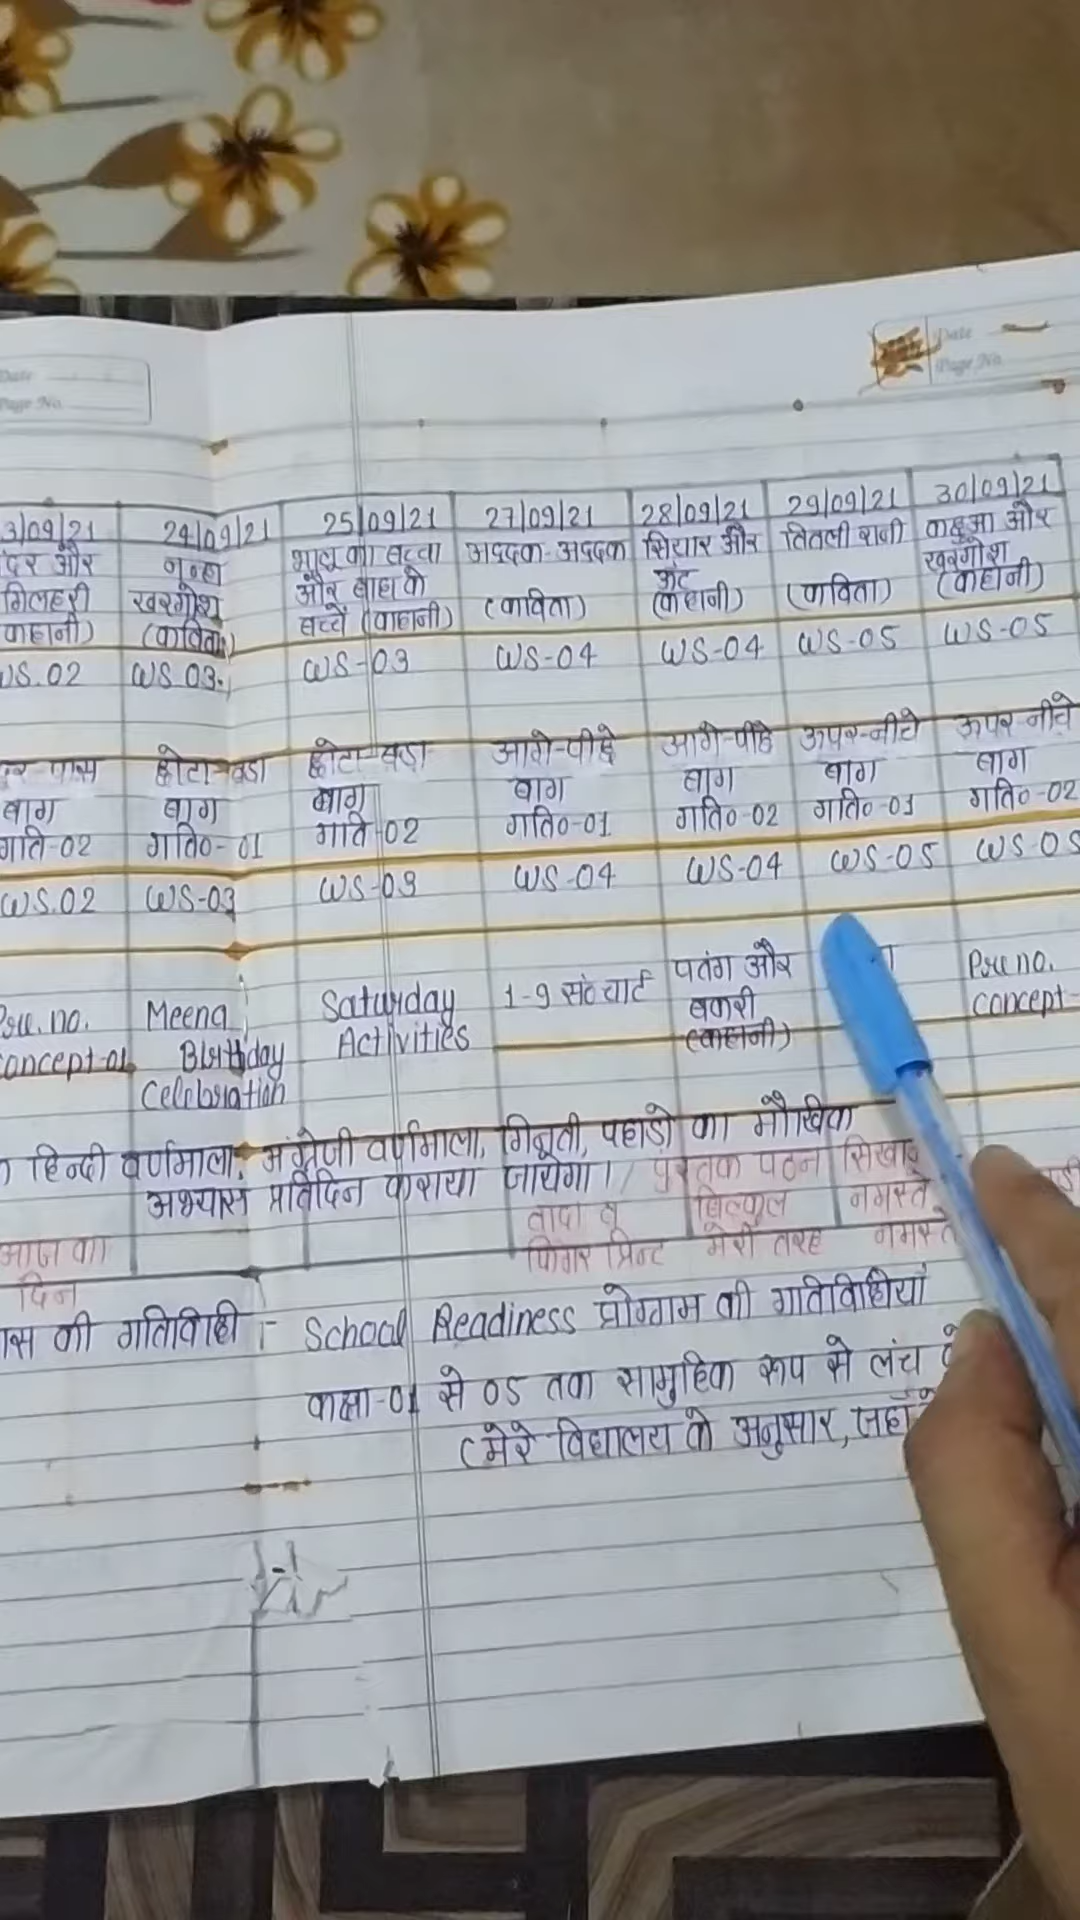 Date
Page No.
Date
Page No.
3/09/21 24/09/21 25/09/21 27/09/21 28/09/21 29/09/21 30/09/21
दर और नन्हा भालू का बच्चा अददक-अददक सियार और तितली रानी कछुआ और
गिलहरी खरगोश और बाघ के (कविता) ऊंट (कविता) खरगोश
कहानी) (कविता) बच्चे (कहानी) (कहानी) (कहानी)
WS.02 WS 03. WS-03 WS-04 WS-04 WS-05 WS-05
दूर-पास छोटा-बड़ा छोटा-बड़ा आगे-पीछे आगे-पीछे ऊपर-नीचे ऊपर-नीचे
बाग बाग बाग बाग बाग बाग बाग
गति-02 गति०-01 गति 02 गति०-01 गति० 02 गति० 01 गति०-02
WS.02 WS-03 WS-03 WS-04 WS-04 WS-05 WS-05
Pre. no. Meena Saturday 1-9 सं० चार्ट पतंग और Pre no.
concept-01 Birthday Activities बकरी concept-
Celebration (कहानी)
हिन्दी वर्णमाला, अंग्रेजी वर्णमाला, गिनती, पहाड़ो का मौखिक
अभ्यास प्रतिदिन कराया जायेगा। पुस्तक पठन सिखाए
आज का दिन
फिंगर प्रिन्ट
बिल्कुल मेरी तरह
नमस्ते नमस्ते
की गतिविधी :- School Readiness प्रोग्राम की गतिविधियां
कक्षा-01 से 05 तक सामुहिक रूप से लंच
(मेरे विद्यालय के अनुसार, जहाँ